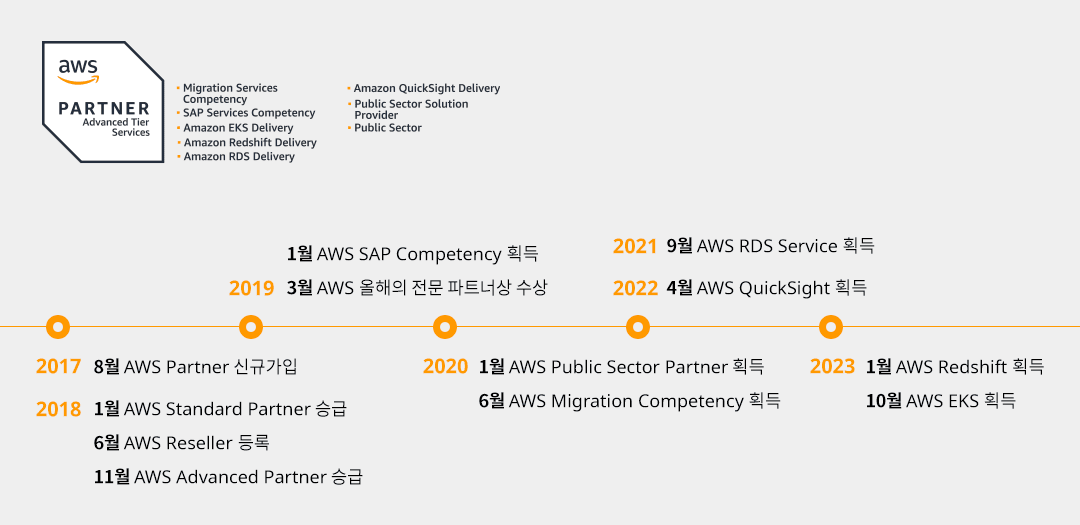 aws
PARTNER
Advanced Tier
Services
Migration Services
Competency
SAP Services Competency
Amazon EKS Delivery
Amazon Redshift Delivery
Amazon RDS Delivery
Amazon QuickSight Delivery
Public Sector Solution
Provider
Public Sector
2017 8월 AWS Partner 신규가입
2018 1월 AWS Standard Partner 승급
6월 AWS Reseller 등록
11월 AWS Advanced Partner 승급
1월 AWS SAP Competency 획득
2019 3월 AWS 올해의 전문 파트너상 수상
2020 1월 AWS Public Sector Partner 획득
6월 AWS Migration Competency 획득
2021 9월 AWS RDS Service 획득
2022 4월 AWS QuickSight 획득
2023 1월 AWS Redshift 획득
10월 AWS EKS 획득